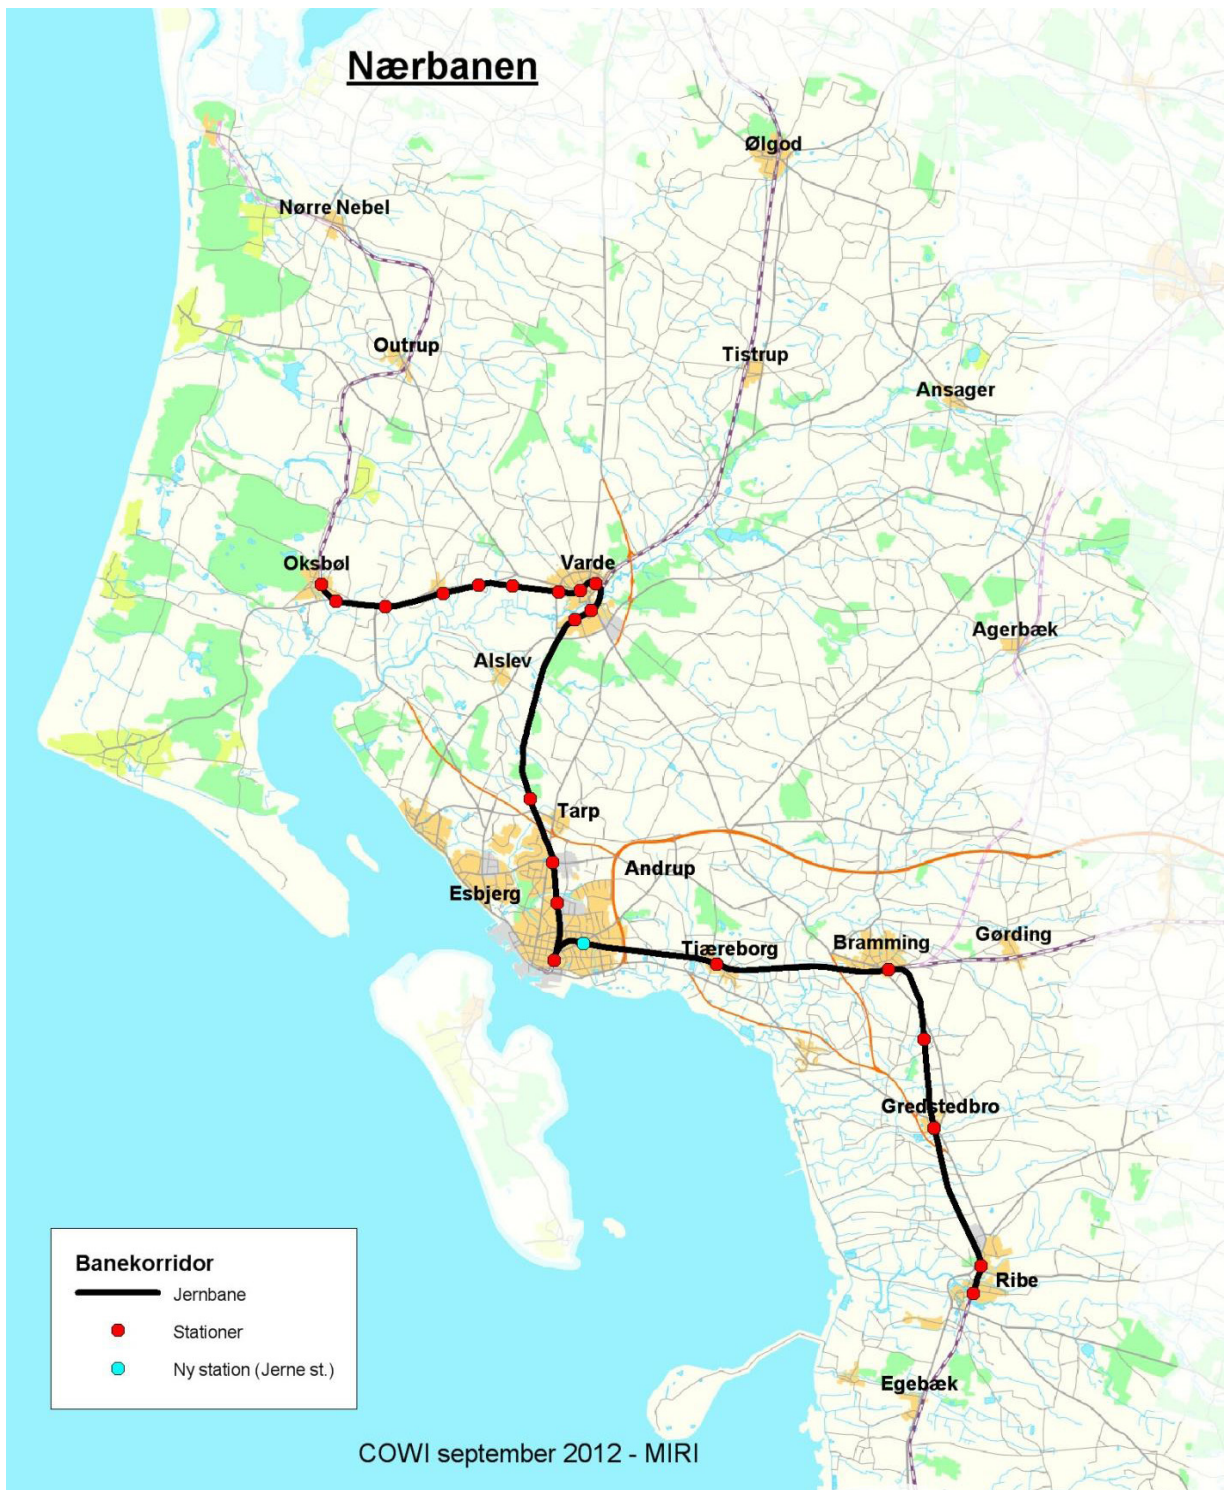 Nærbanen
Ølgod
Nørre Nebel
Outrup
Tistrup
Ansager
Oksbøl
Varde
Agerbæk
Alslev
Tarp
Andrup
Esbjerg
Tjæreborg
Bramming
Gørding
Gredstedbro
Ribe
Egebæk
Banekorridor
Jernbane
Stationer
Ny station (Jerne st.)
COWI september 2012 - MIRI